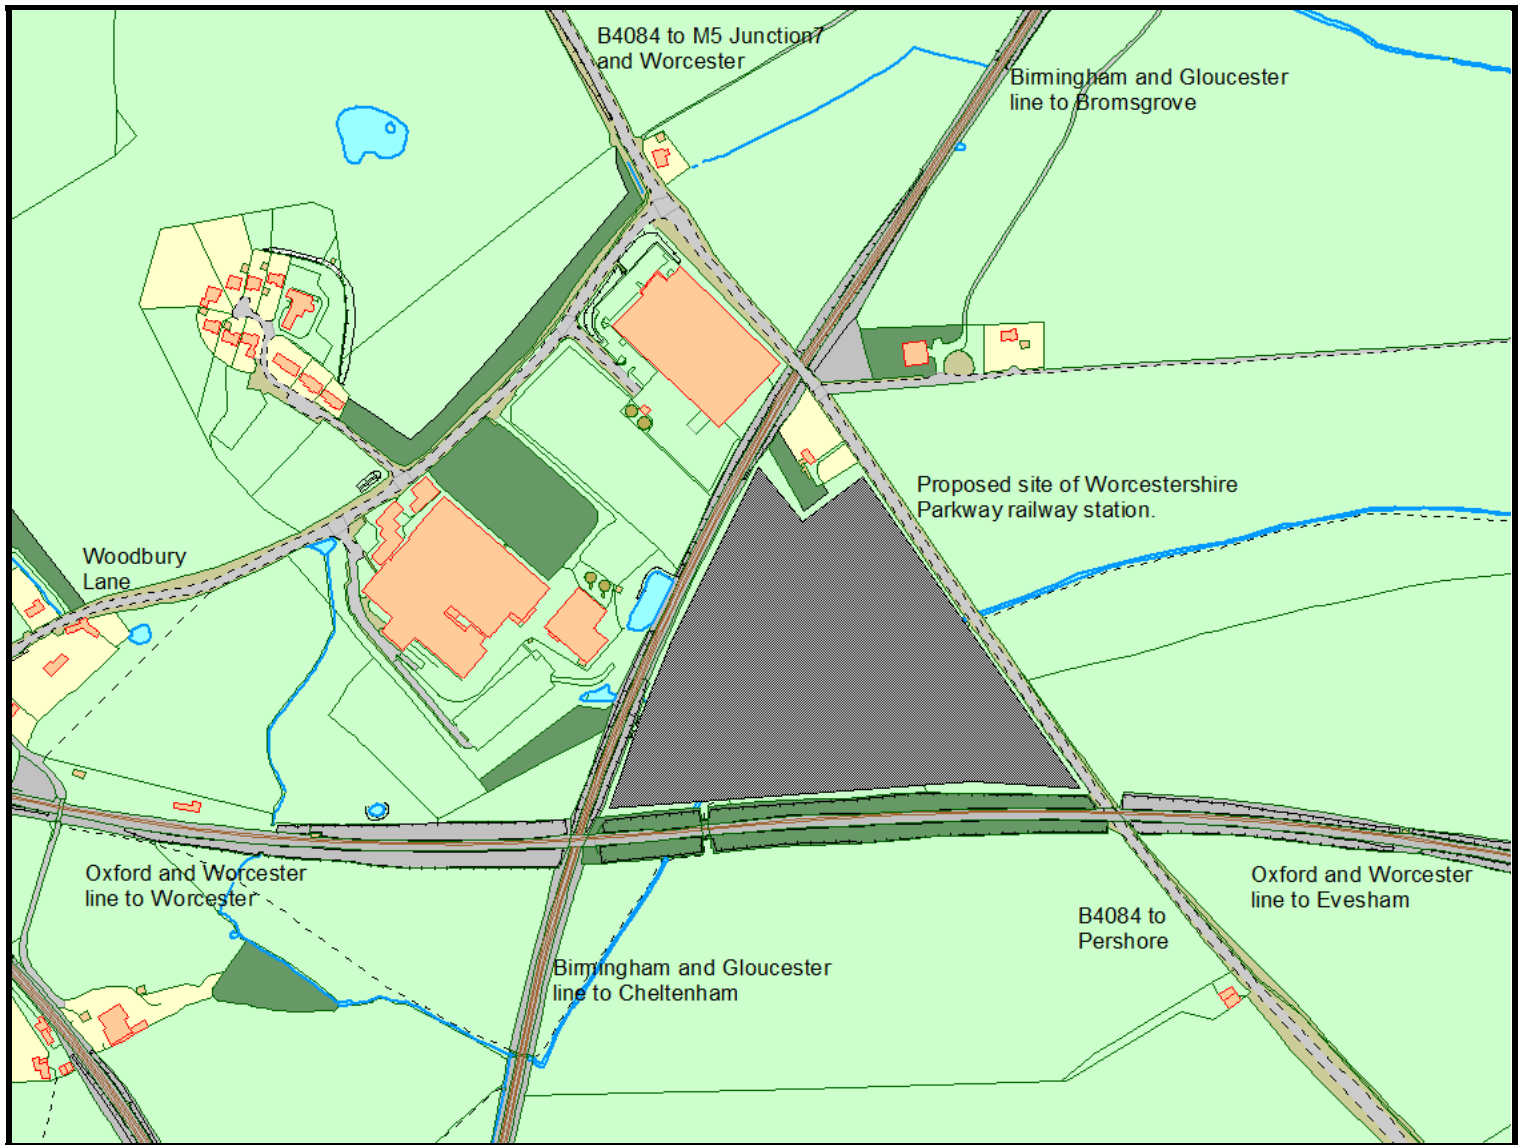 B4084 to M5 Junction7
and Worcester
Birmingham and Gloucester
line to Bromsgrove
Proposed site of Worcestershire
Parkway railway station.
Woodbury
Lane
Oxford and Worcester
line to Worcester
Oxford and Worcester
line to Evesham
B4084 to
Pershore
Birmingham and Gloucester
line to Cheltenham